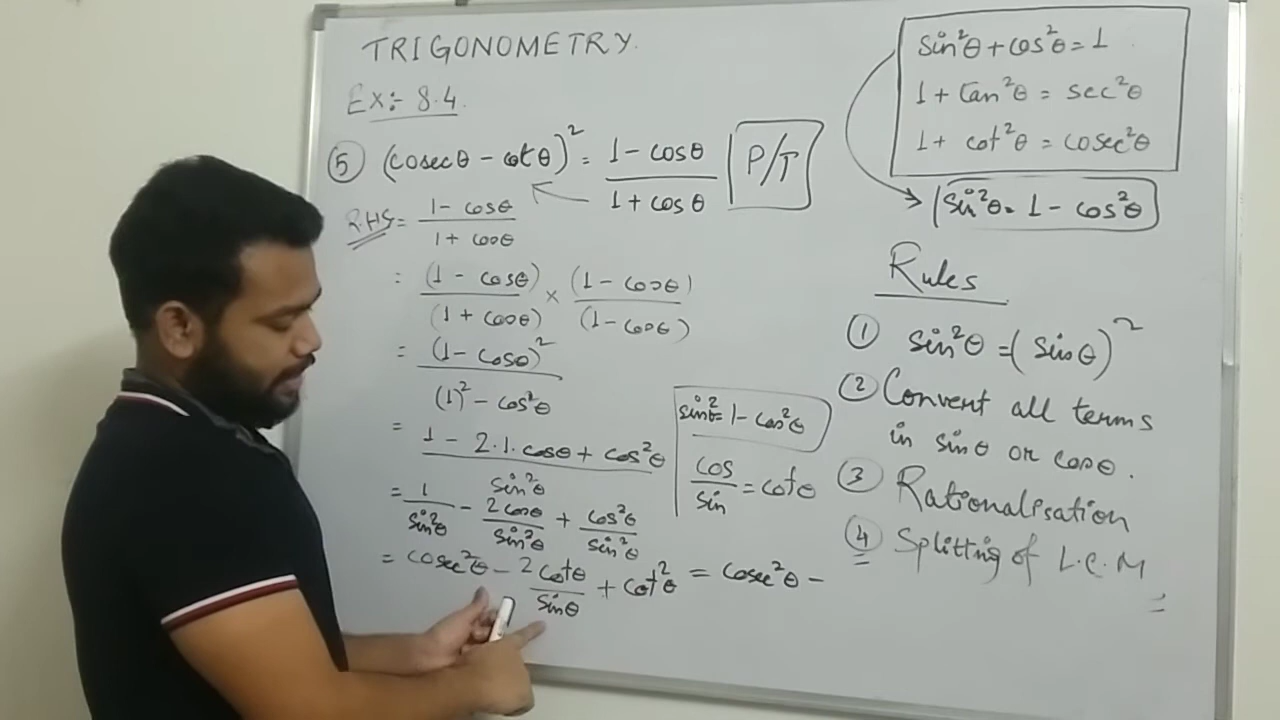 TRIGONOMETRY.
EX:- 8.4.
⑤ (cosecθ - cotθ)² = (1 - cosθ)/(1 + cosθ) P/T
RHS = (1 - cosθ)/(1 + cosθ)
= (1 - cosθ)/(1 + cosθ) × (1 - cosθ)/(1 - cosθ)
= (1 - cosθ)²/((1)² - cos²θ)
= (1 - 2.1.cosθ + cos²θ)/sin²θ
= 1/sin²θ - 2cosθ/sin²θ + cos²θ/sin²θ
= cosec²θ - 2cotθ/sinθ + cot²θ = cosec²θ -
sin²θ = 1 - cos²θ
cos/sin = cotθ
sin²θ + cos²θ = 1
1 + tan²θ = sec²θ
1 + cot²θ = cosec²θ
sin²θ = 1 - cos²θ
Rules
① sin²θ = (sinθ)²
② Convent all terms
in sinθ or cosθ.
③ Rationalisation
④ Splitting of L.C.M